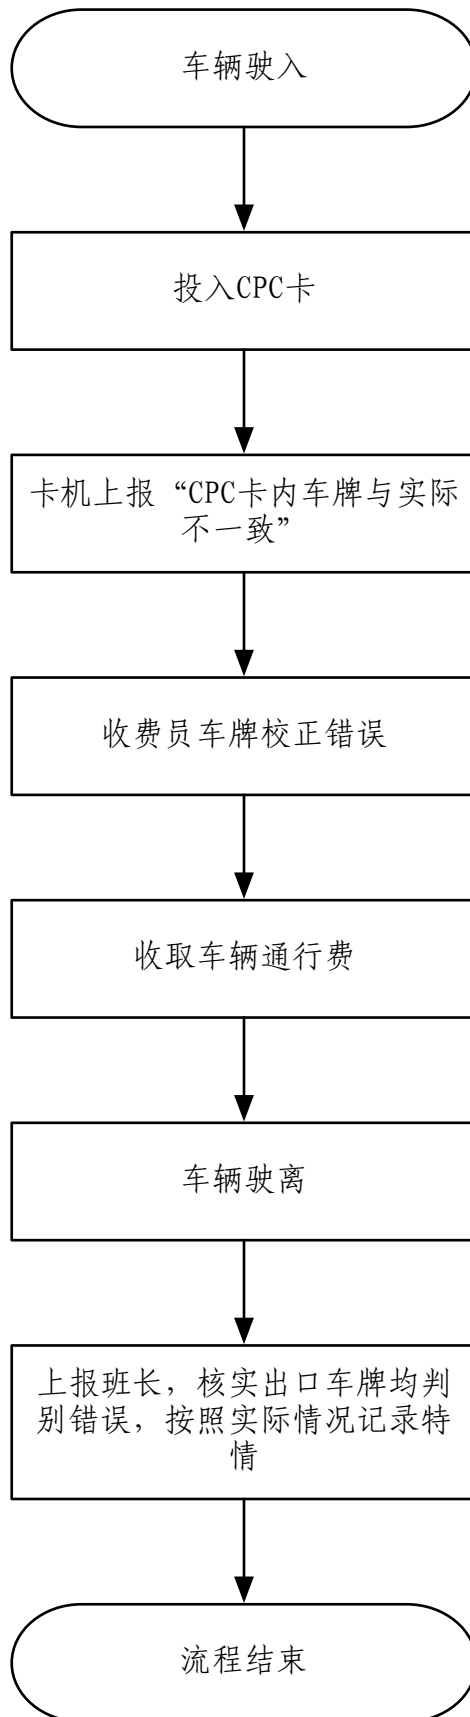 车辆驶入
投入CPC卡
卡机上报“CPC卡内车牌与实际
不一致”
收费员车牌校正错误
收取车辆通行费
车辆驶离
上报班长，核实出口车牌均判
别错误，按照实际情况记录特
情
流程结束